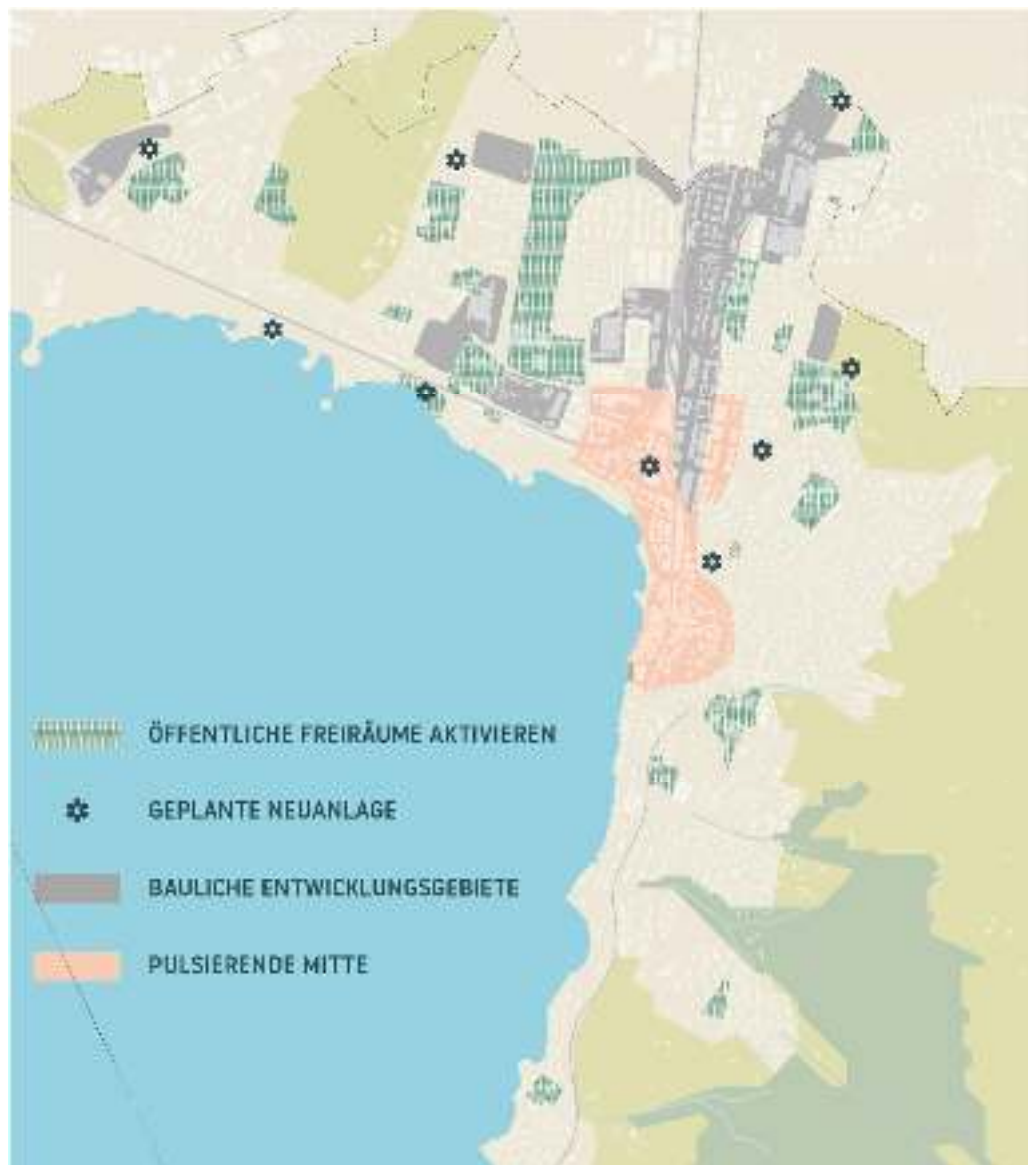 ÖFFENTLICHE FREIRÄUME AKTIVIEREN
GEPLANTE NEUANLAGE
BAULICHE ENTWICKLUNGSGEBIETE
PULSIERENDE MITTE